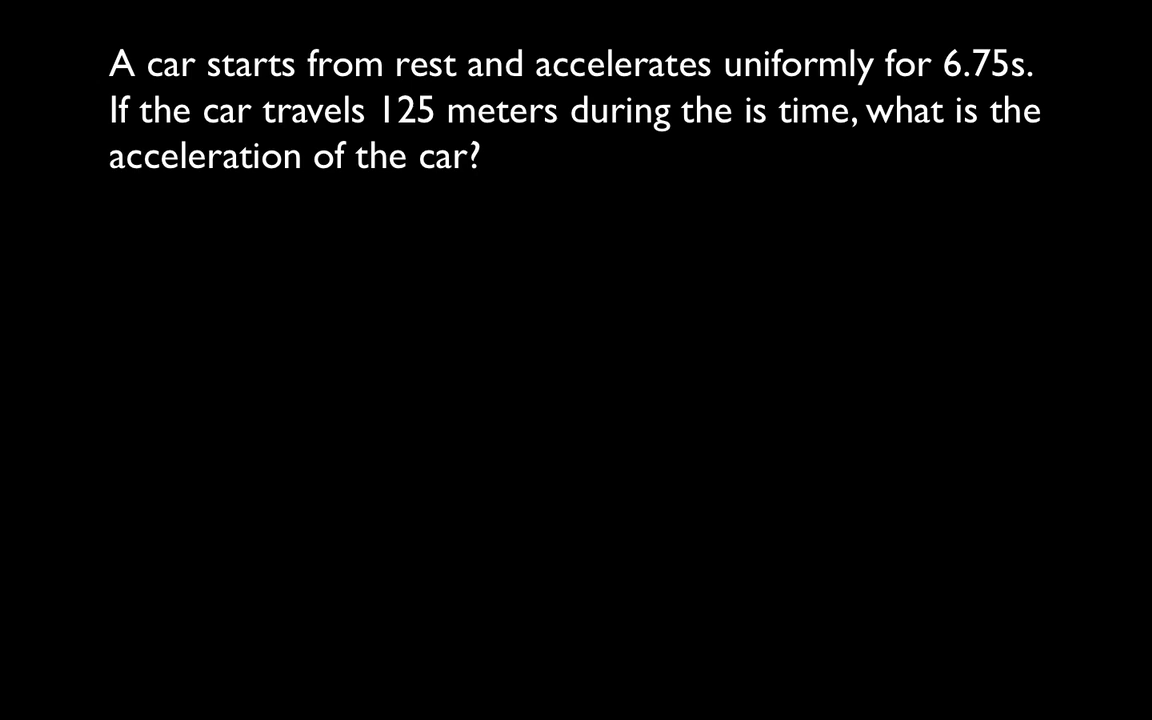 A car starts from rest and accelerates uniformly for 6.75s.
If the car travels 125 meters during the is time, what is the
acceleration of the car?